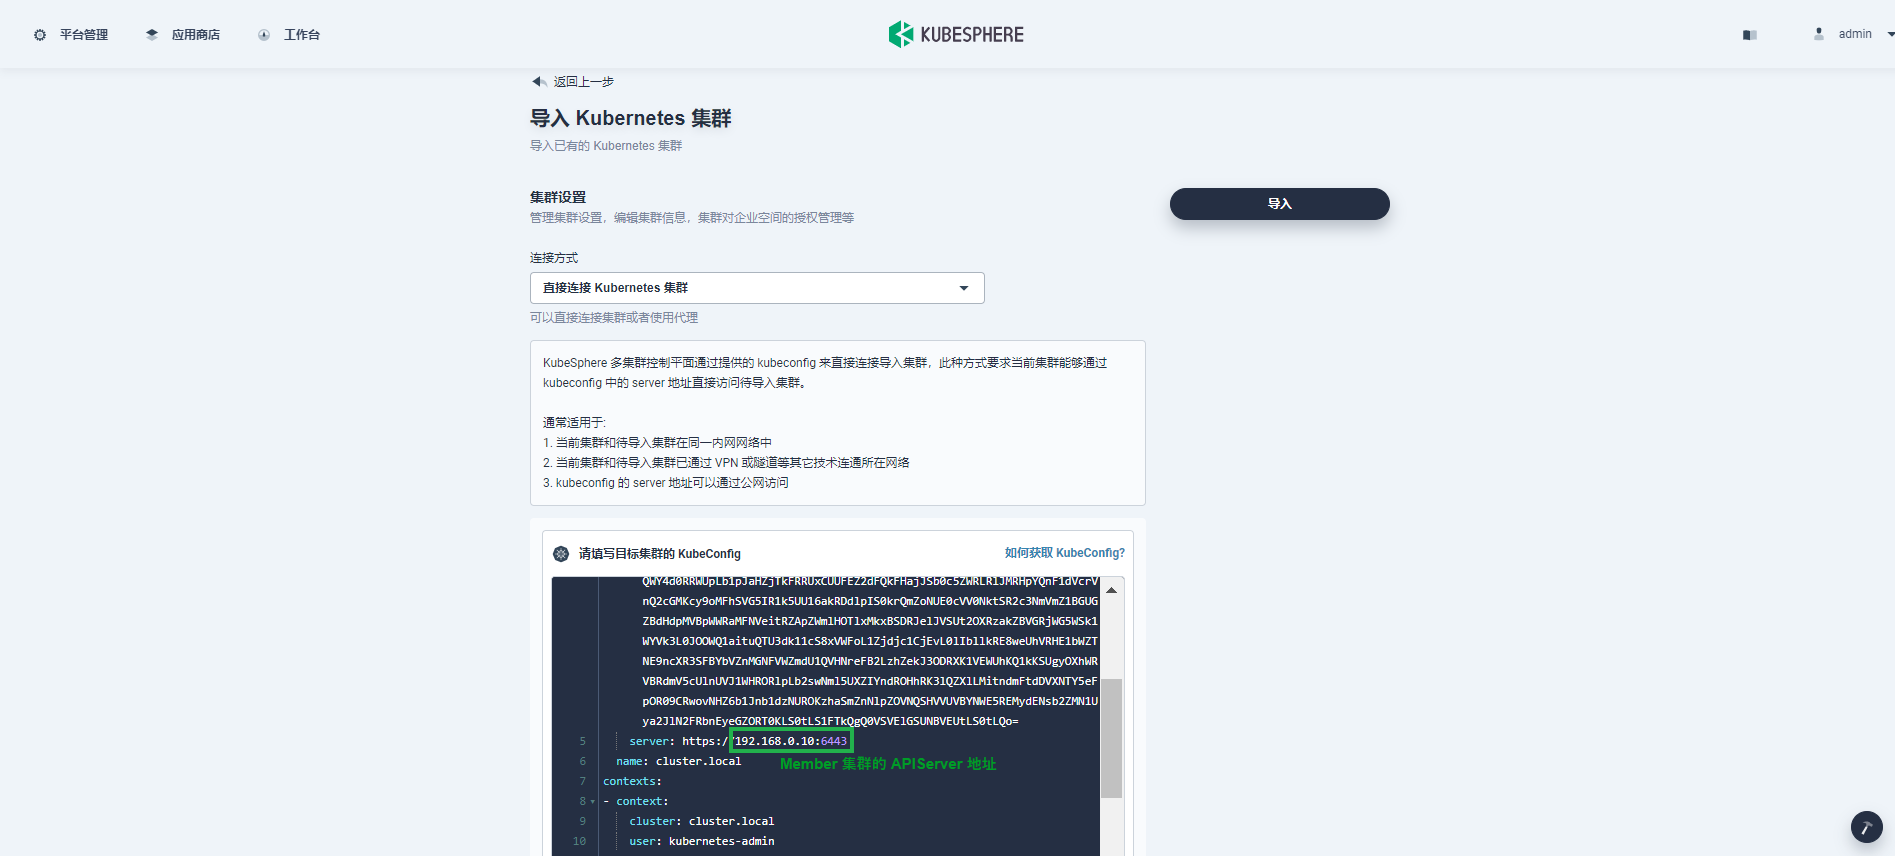 平台管理
应用商店
工作台
KUBESPHERE
admin
返回上一步
导入 Kubernetes 集群
导入已有的 Kubernetes 集群
集群设置
管理集群设置，编辑集群信息，集群对企业空间的授权管理等
导入
连接方式
直接连接 Kubernetes 集群
可以直接连接集群或者使用代理
KubeSphere 多集群控制平面通过提供的 kubeconfig 来直接连接导入集群，此种方式要求当前集群能够通过
kubeconfig 中的 server 地址直接访问待导入集群。
通常适用于:
1. 当前集群和待导入集群在同一内网网络中
2. 当前集群和待导入集群已通过 VPN 或隧道等其它技术连通所在网络
3. kubeconfig 的 server 地址可以通过公网访问
请填写目标集群的 KubeConfig
如何获取 KubeConfig?
5 server: https://192.168.0.10:6443
6 name: cluster.local
Member 集群的 APIServer 地址
7 contexts:
8 - context:
9 cluster: cluster.local
10 user: kubernetes-admin